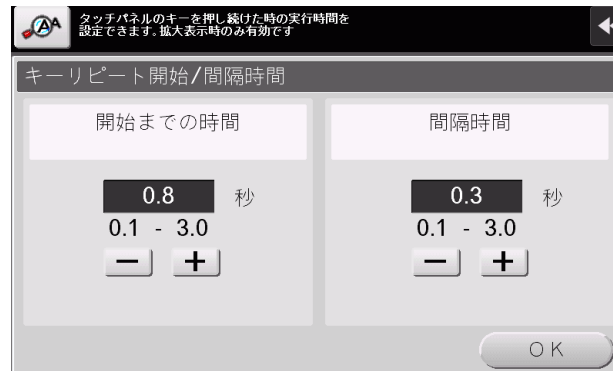 タッチパネルのキーを押し続けた時の実行時間を
設定できます。拡大表示時のみ有効です
キーリピート開始/間隔時間
開始までの時間
0.8 秒
0.1 - 3.0
− +
間隔時間
0.3 秒
0.1 - 3.0
− +
OK